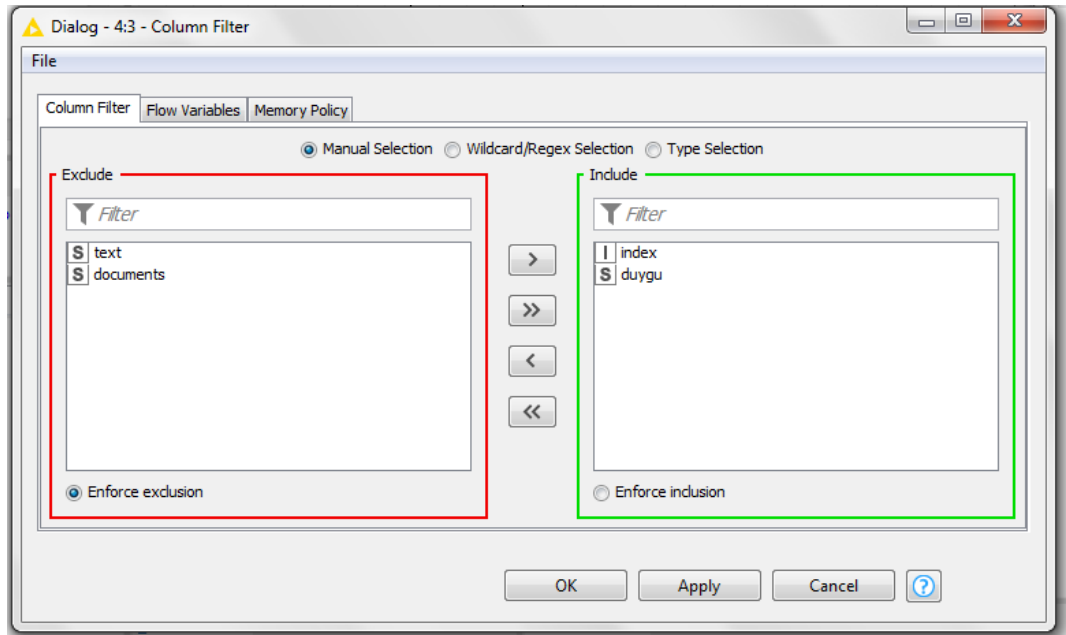 Dialog - 4:3 - Column Filter
File
Column Filter Flow Variables Memory Policy
Manual Selection Wildcard/Regex Selection Type Selection
Exclude
Filter
S text
S documents
Enforce exclusion
>
>>
<
<<
Include
Filter
I index
S duygu
Enforce inclusion
OK Apply Cancel ?